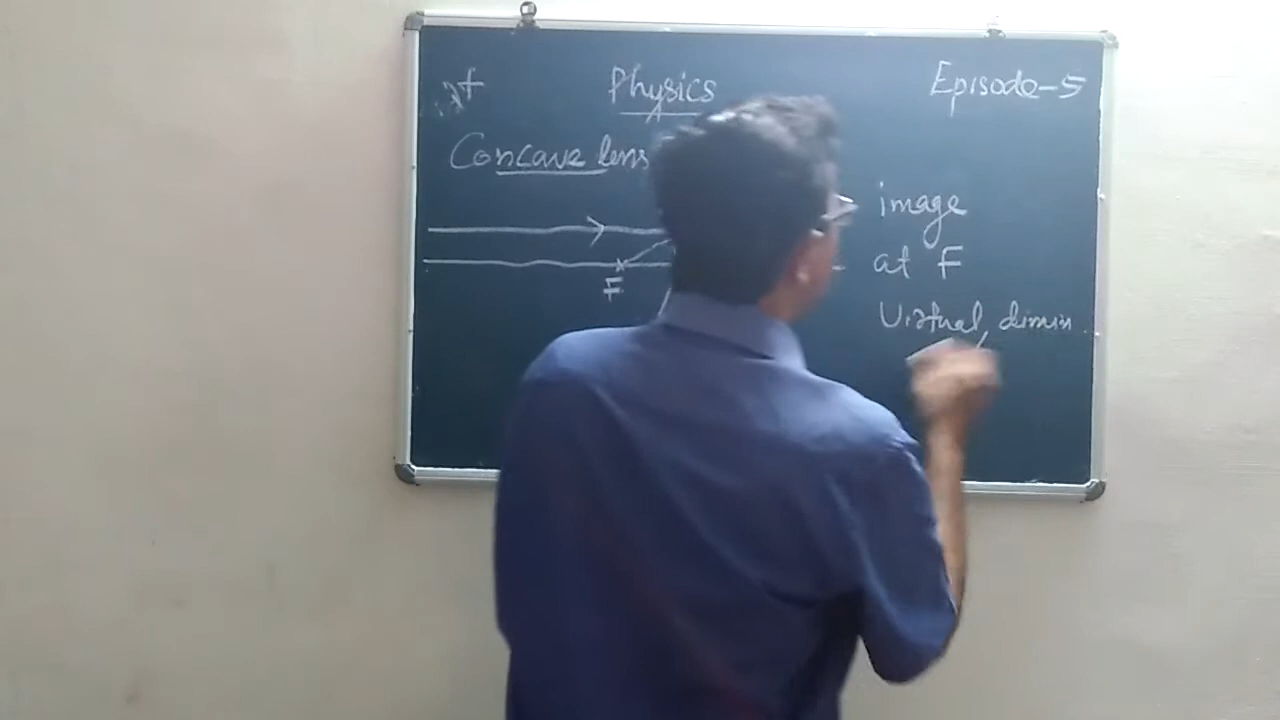 Physics
Episode-5
Concave lens
image
at F
F
Virtual, dimin